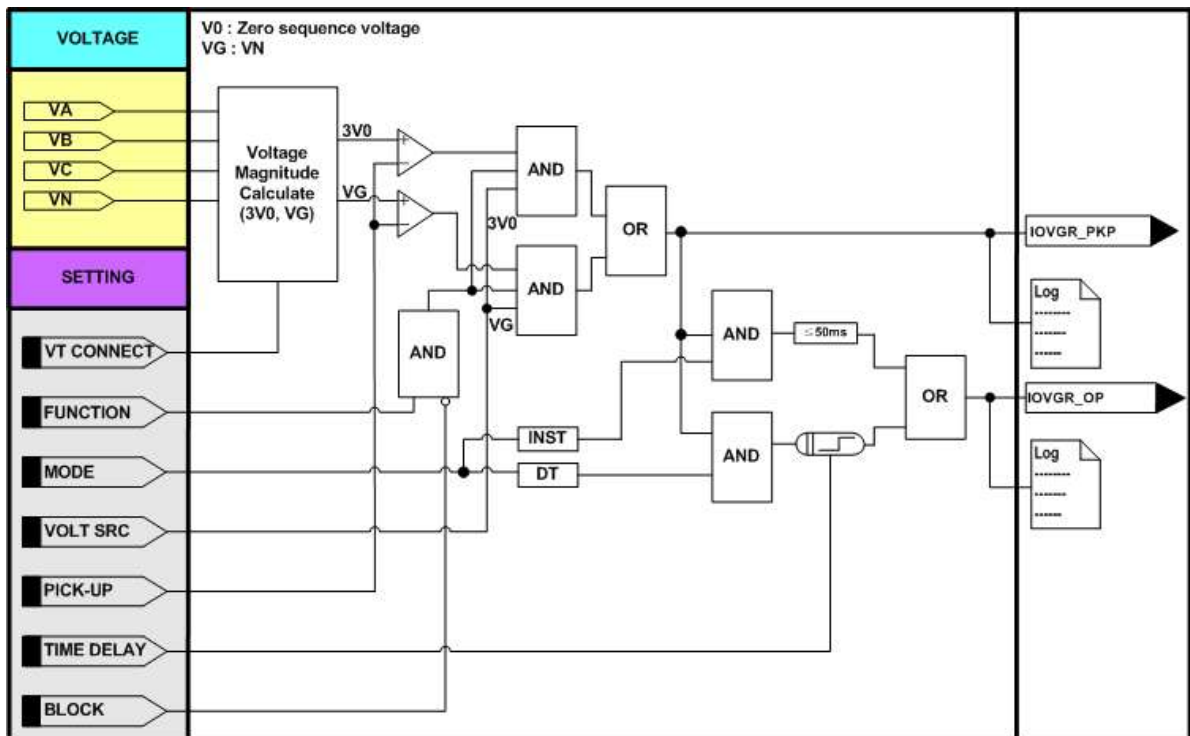 VOLTAGE
V0 : Zero sequence voltage
VG : VN
VA
VB
VC
VN
Voltage
Magnitude
Calculate
(3V0, VG)
3V0
VG
+
−
+
−
AND
3V0
AND
VG
OR
IOVGR_PKP
Log
SETTING
VT CONNECT
FUNCTION
MODE
VOLT SRC
PICK-UP
TIME DELAY
BLOCK
AND
INST
DT
AND
≤50ms
AND
OR
IOVGR_OP
Log